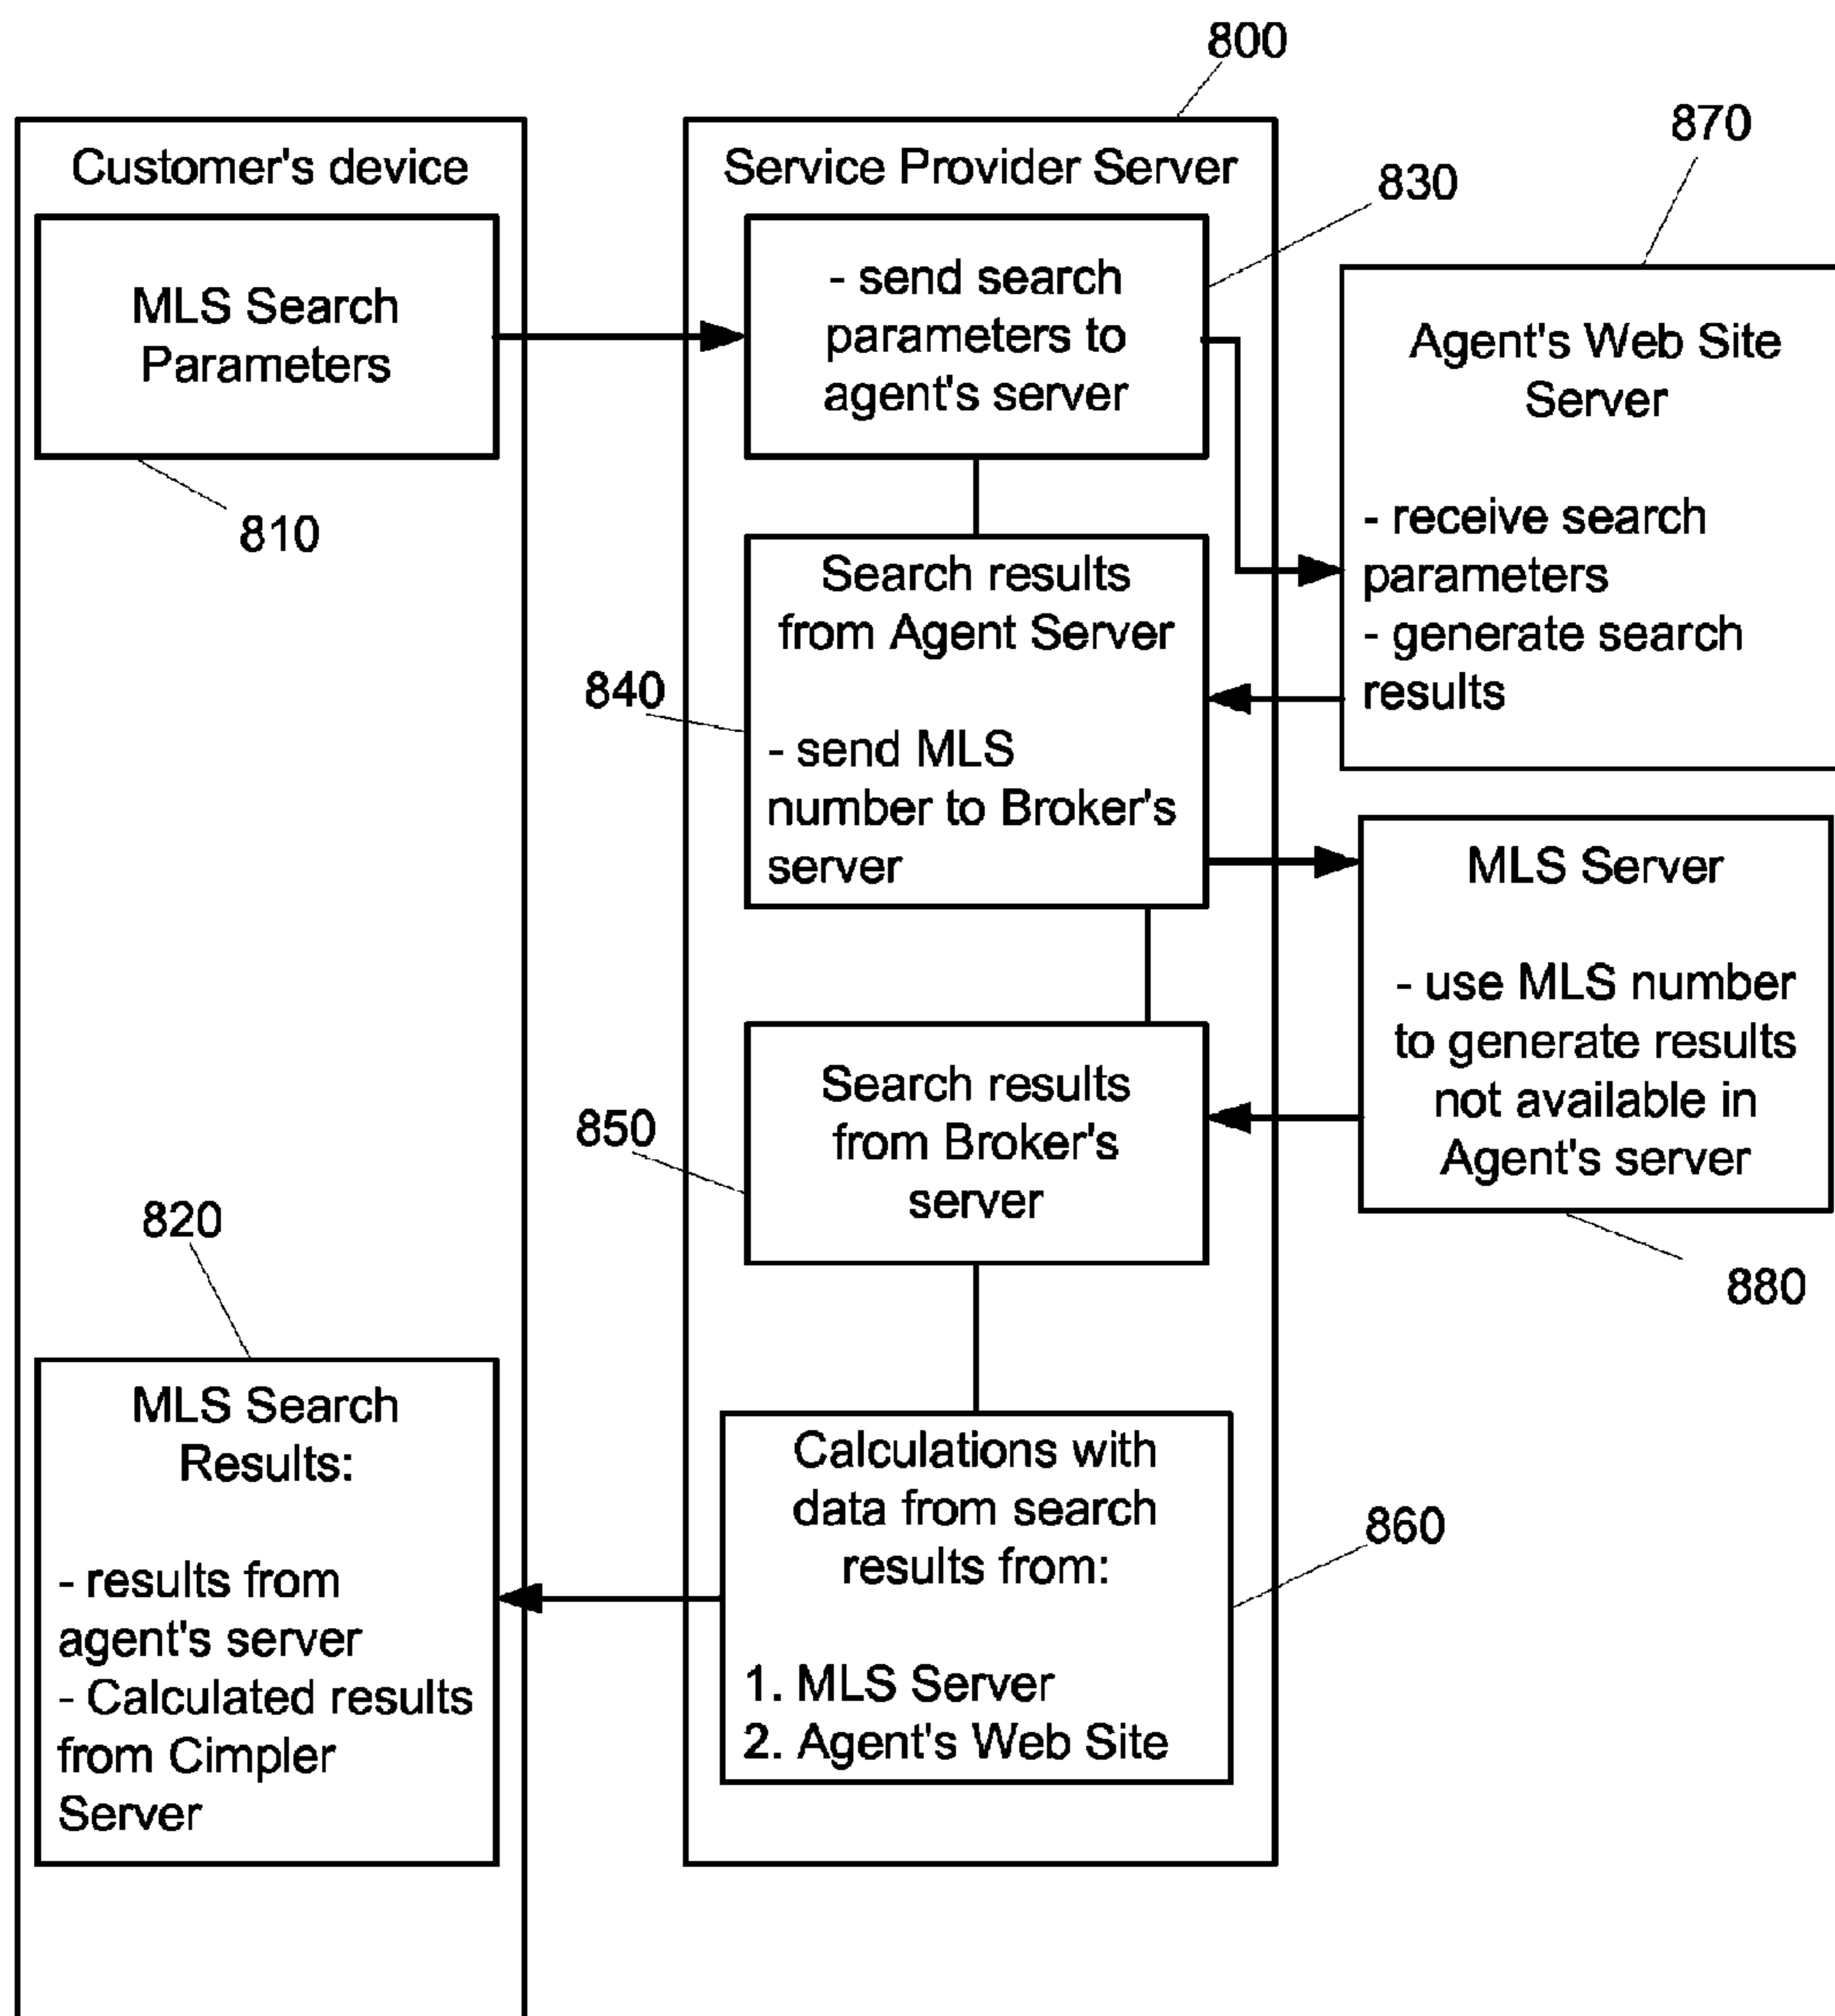 800
Customer's device
MLS Search
Parameters
810
820
MLS Search
Results:
- results from
agent's server
- Calculated results
from Cimpler
Server
Service Provider Server
830
- send search
parameters to
agent's server
Search results
from Agent Server
840
- send MLS
number to Broker's
server
850
Search results
from Broker's
server
Calculations with
data from search
results from:
860
1. MLS Server
2. Agent's Web Site
870
Agent's Web Site
Server
- receive search
parameters
- generate search
results
MLS Server
- use MLS number
to generate results
not available in
Agent's server
880